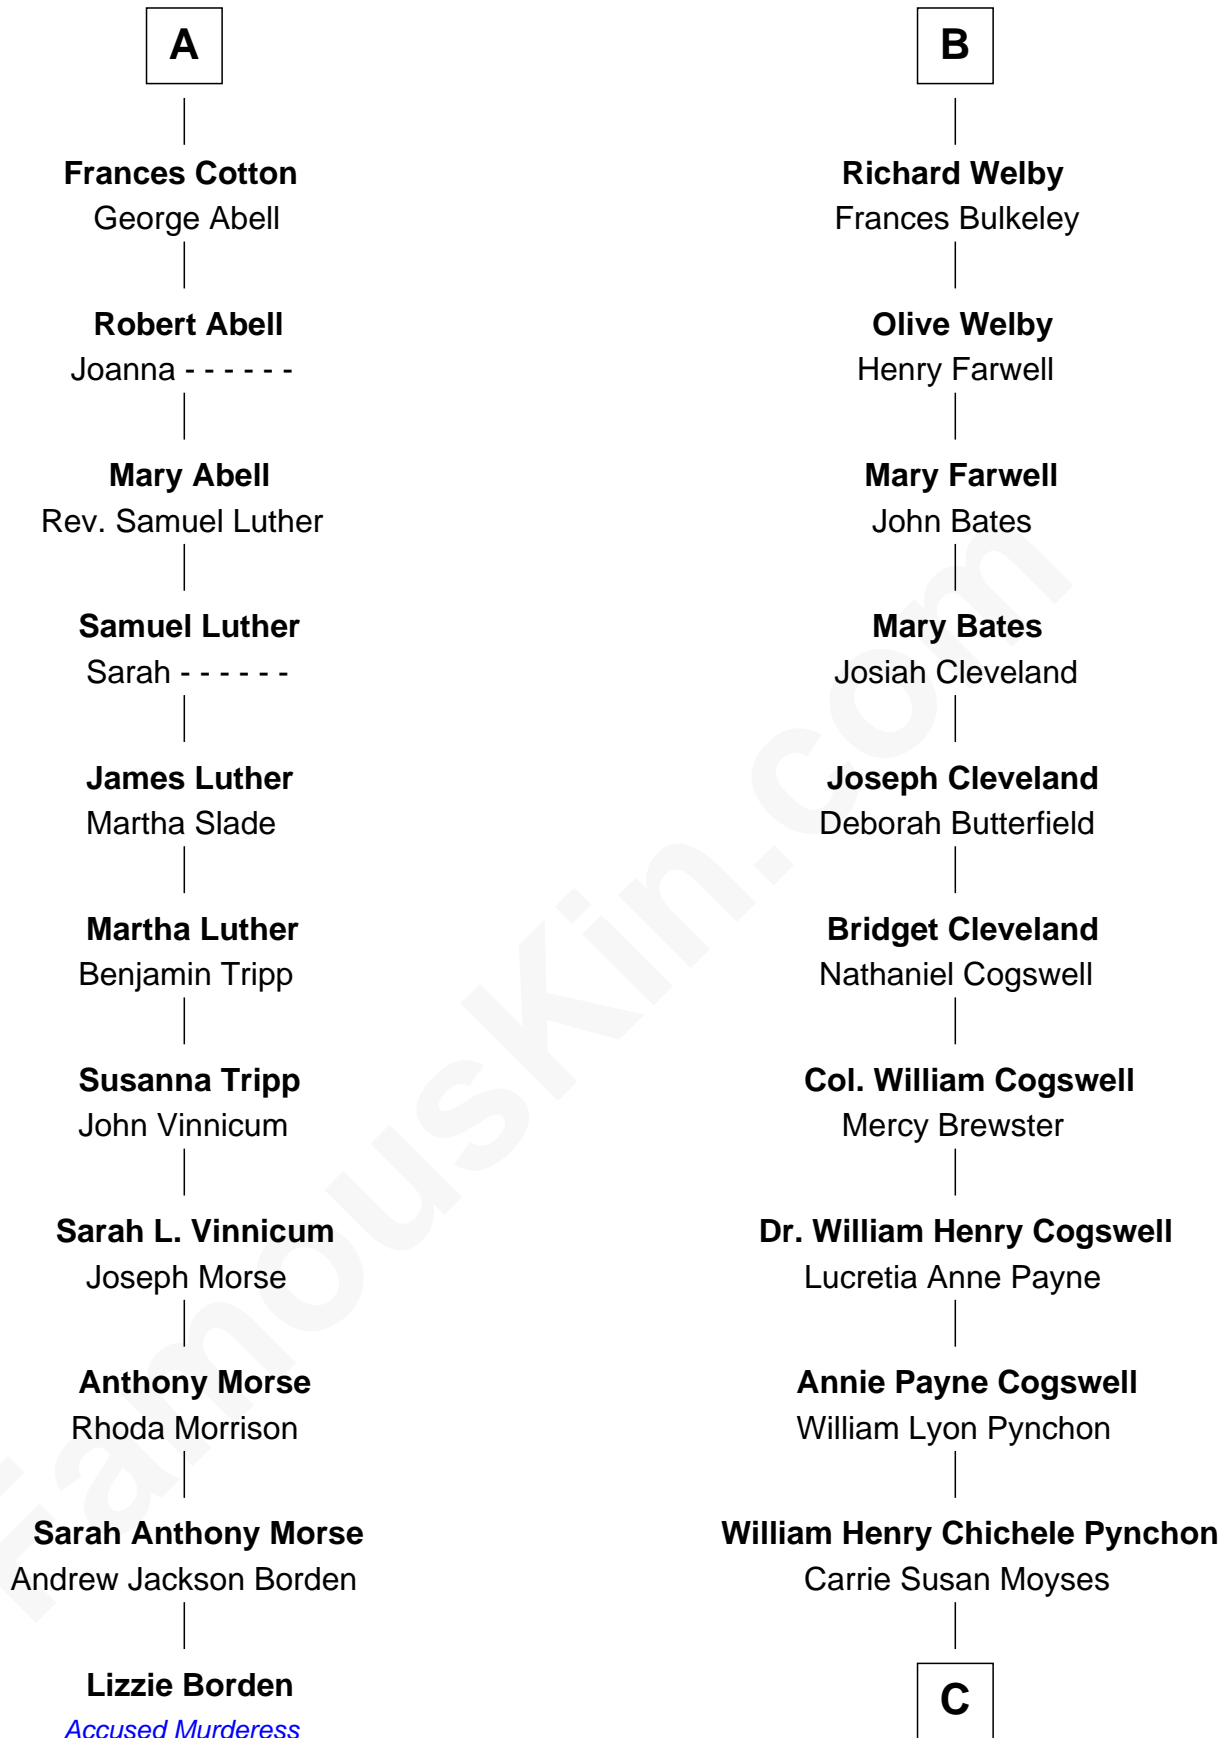 A
Frances Cotton
George Abell
Robert Abell
Joanna - - - - - -
Mary Abell
Rev. Samuel Luther
Samuel Luther
Sarah - - - - - -
James Luther
Martha Slade
Martha Luther
Benjamin Tripp
Susanna Tripp
John Vinnicum
Sarah L. Vinnicum
Joseph Morse
Anthony Morse
Rhoda Morrison
Sarah Anthony Morse
Andrew Jackson Borden
Lizzie Borden
Accused Murderess
B
Richard Welby
Frances Bulkeley
Olive Welby
Henry Farwell
Mary Farwell
John Bates
Mary Bates
Josiah Cleveland
Joseph Cleveland
Deborah Butterfield
Bridget Cleveland
Nathaniel Cogswell
Col. William Cogswell
Mercy Brewster
Dr. William Henry Cogswell
Lucretia Anne Payne
Annie Payne Cogswell
William Lyon Pynchon
William Henry Chichele Pynchon
Carrie Susan Moyses
C
FamousKin.com